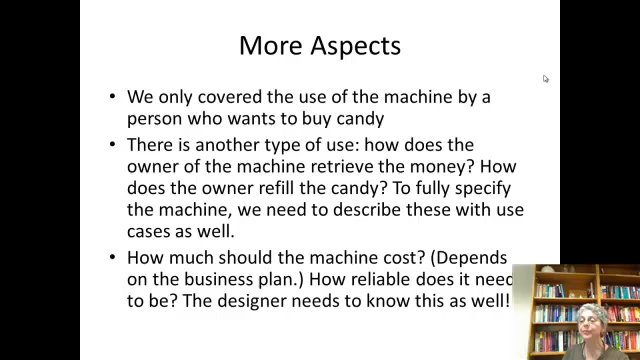 More Aspects
• We only covered the use of the machine by a
person who wants to buy candy
• There is another type of use: how does the
owner of the machine retrieve the money? How
does the owner refill the candy? To fully specify
the machine, we need to describe these with use
cases as well.
• How much should the machine cost? (Depends
on the business plan.) How reliable does it need
to be? The designer needs to know this as well!